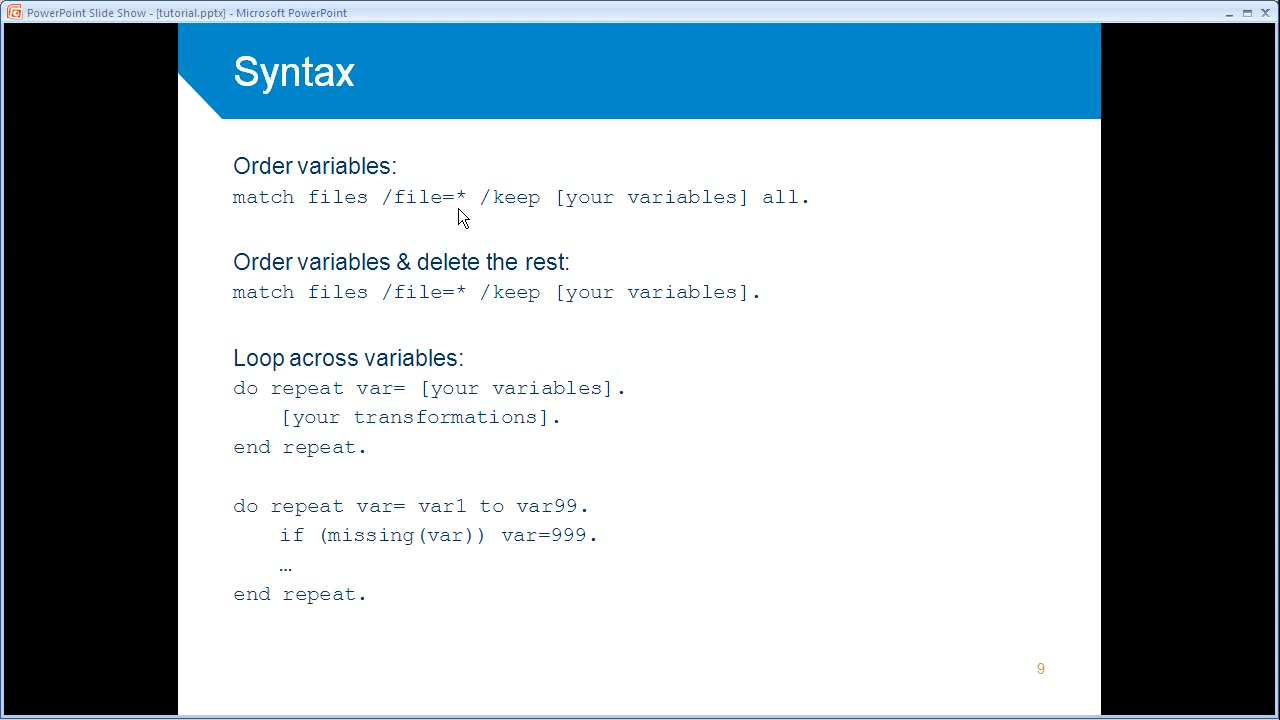 PowerPoint Slide Show - [tutorial.pptx] - Microsoft PowerPoint
Syntax
Order variables:
match files /file=* /keep [your variables] all.
Order variables & delete the rest:
match files /file=* /keep [your variables].
Loop across variables:
do repeat var= [your variables].
[your transformations].
end repeat.
do repeat var= var1 to var99.
if (missing(var)) var=999.
…
end repeat.
9